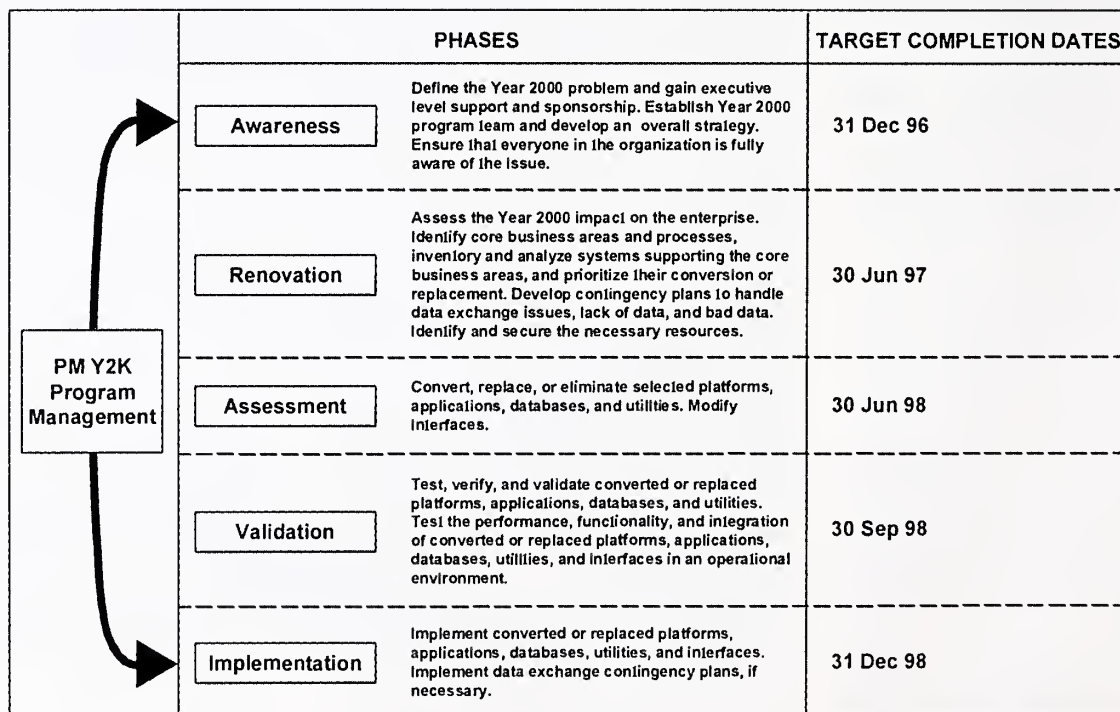 PHASES
TARGET COMPLETION DATES
PM Y2K
Program
Management
Awareness
Define the Year 2000 problem and gain executive
level support and sponsorship. Establish Year 2000
program team and develop an overall strategy.
Ensure that everyone in the organization is fully
aware of the Issue.
31 Dec 96
Renovation
Assess the Year 2000 impact on the enterprise.
Identify core business areas and processes,
inventory and analyze systems supporting the core
business areas, and prioritize their conversion or
replacement. Develop contingency plans to handle
data exchange issues, lack of data, and bad data.
Identify and secure the necessary resources.
30 Jun 97
Assessment
Convert, replace, or eliminate selected platforms,
applications, databases, and utilities. Modify
Interfaces.
30 Jun 98
Validation
Test, verify, and validate converted or replaced
platforms, applications, databases, and utilities.
Test the performance, functionality, and integration
of converted or replaced platforms, applications,
databases, utilities, and interfaces in an operational
environment.
30 Sep 98
Implementation
Implement converted or replaced platforms,
applications, databases, utilities, and interfaces.
Implement data exchange contingency plans, if
necessary.
31 Dec 98